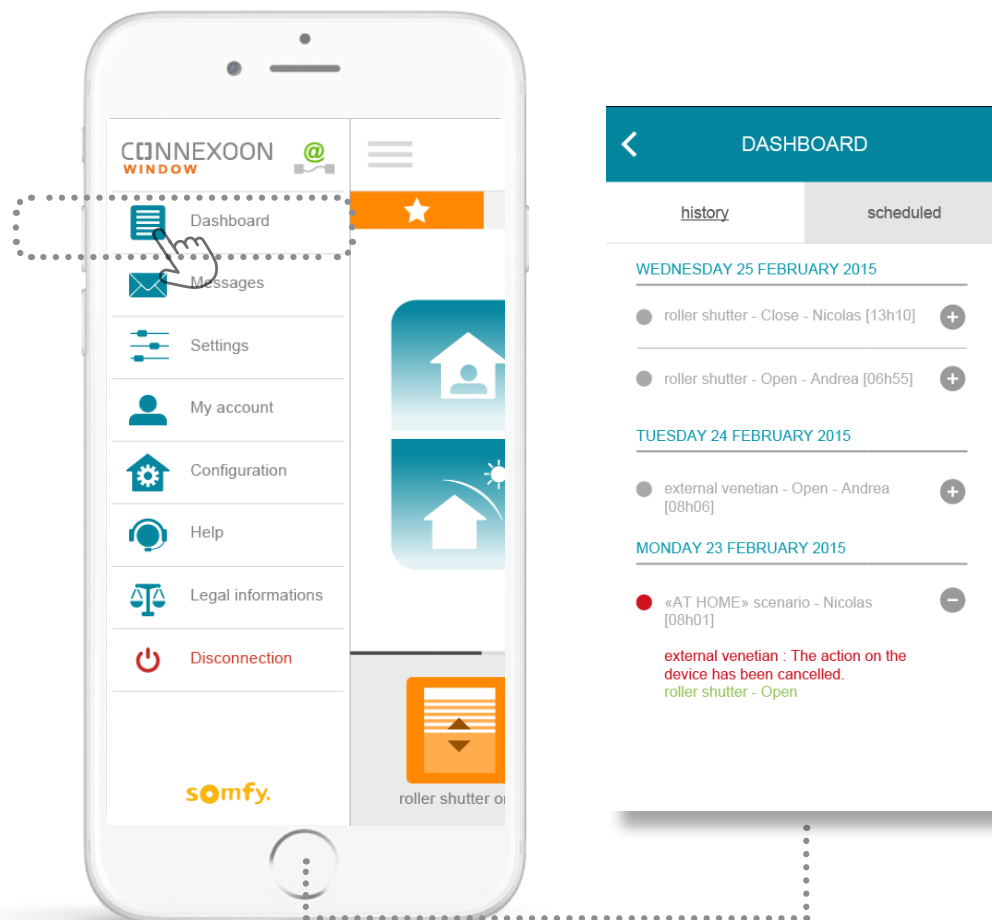 CONNEXOON
WINDOW
@
Dashboard
Messages
Settings
My account
Configuration
Help
Legal informations
Disconnection
somfy.
roller shutter o
DASHBOARD
history
scheduled
WEDNESDAY 25 FEBRUARY 2015
roller shutter - Close - Nicolas [13h10]
roller shutter - Open - Andrea [06h55]
TUESDAY 24 FEBRUARY 2015
external venetian - Open - Andrea
[08h06]
MONDAY 23 FEBRUARY 2015
«AT HOME» scenario - Nicolas
[08h01]
external venetian : The action on the
device has been cancelled.
roller shutter - Open